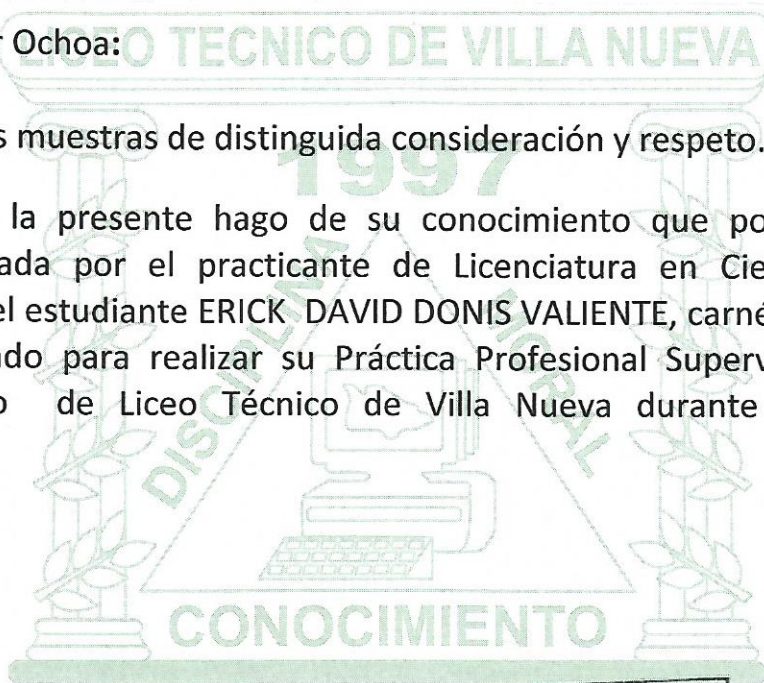 r Ochoa:
LICEO TECNICO DE VILLA NUEVA
s muestras de distinguida consideración y respeto.
1997
la presente hago de su conocimiento que po
ada por el practicante de Licenciatura en Cie
el estudiante ERICK DAVID DONIS VALIENTE, carné
do para realizar su Práctica Profesional Superv
o de Liceo Técnico de Villa Nueva durante
DISCIPLINA
MORAL
CONOCIMIENTO